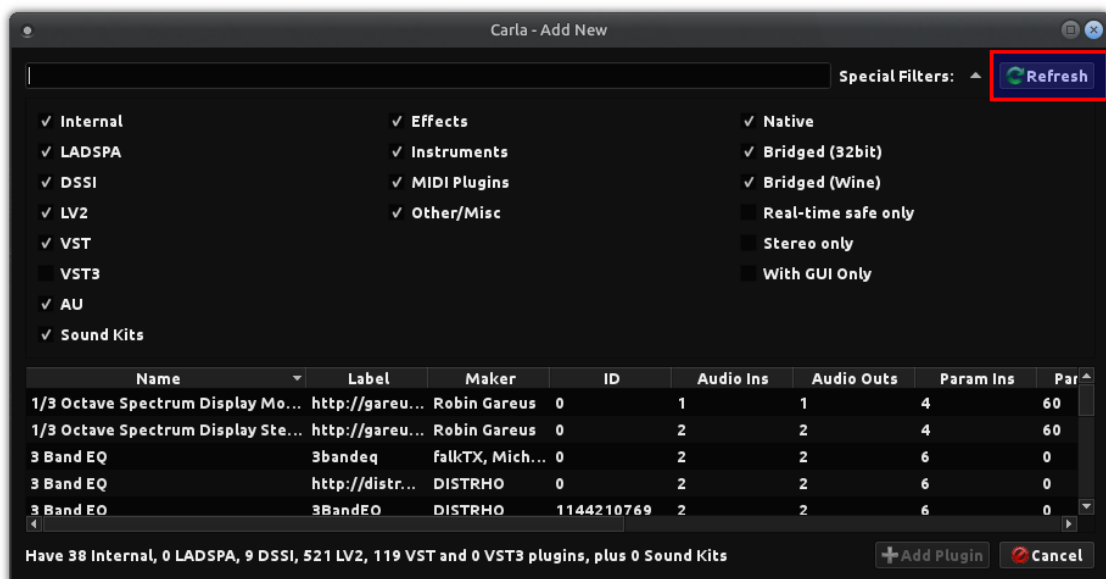 Carla - Add New
Special Filters: Refresh
Internal Effects Native
LADSPA Instruments Bridged (32bit)
DSSI MIDI Plugins Bridged (Wine)
LV2 Other/Misc Real-time safe only
VST Stereo only
VST3 With GUI Only
AU
Sound Kits
Name Label Maker ID Audio Ins Audio Outs Param Ins Par
1/3 Octave Spectrum Display Mo... http://gareu... Robin Gareus 0 1 1 4 60
1/3 Octave Spectrum Display Ste... http://gareu... Robin Gareus 0 2 2 4 60
3 Band EQ 3bandeq falkTX, Mich... 0 2 2 6 0
3 Band EQ http://distr... DISTRHO 0 2 2 6 0
3 Band EQ 3BandEQ DISTRHO 1144210769 2 2 6 0
Have 38 Internal, 0 LADSPA, 9 DSSI, 521 LV2, 119 VST and 0 VST3 plugins, plus 0 Sound Kits Add Plugin Cancel